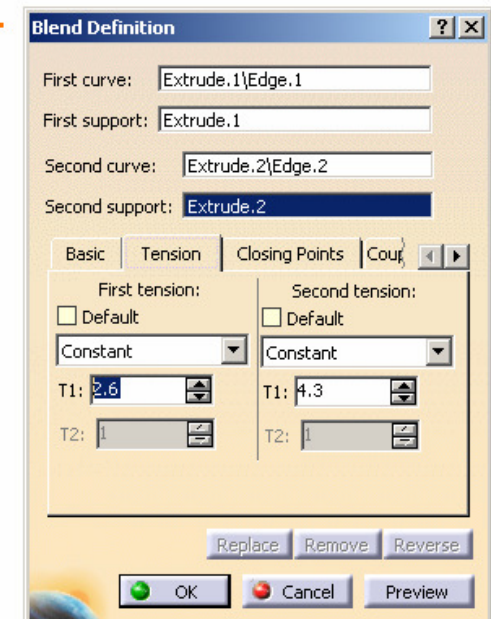 Blend Definition
First curve: Extrude.1\Edge.1
First support: Extrude.1
Second curve: Extrude.2\Edge.2
Second support: Extrude.2
Basic Tension Closing Points Coup
First tension: Second tension:
Default Default
Constant Constant
T1: 2.6 T1: 4.3
T2: 1 T2: 1
Replace Remove Reverse
OK Cancel Preview